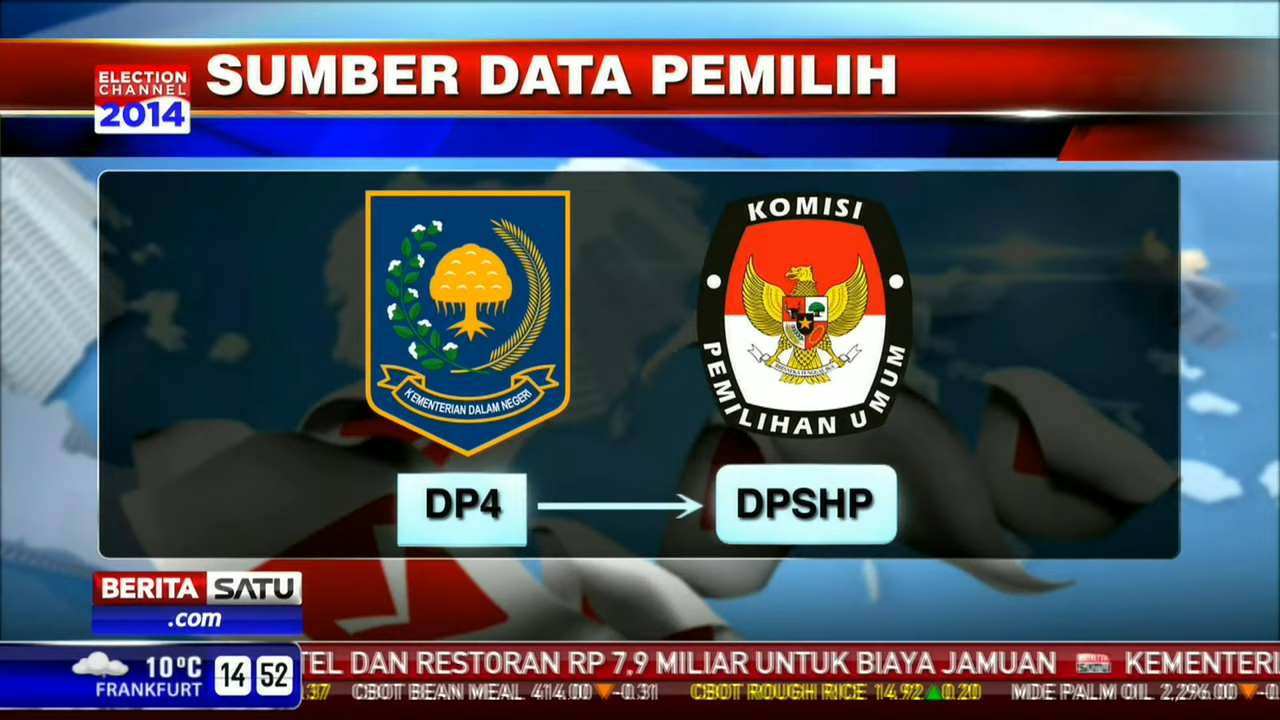 SUMBER DATA PEMILIH
ELECTION
CHANNEL
2014
KOMISI
PEMILIHAN UMUM
KEMENTERIAN DALAM NEGERI
DP4
DPSHP
BERITA SATU
.com
10°C
FRANKFURT
14 52
TEL DAN RESTORAN RP 7,9 MILIAR UNTUK BIAYA JAMUAN KEMENTERI
.37 CBOT BEAN MEAL 414.00 -0.31 CBOT ROUGH RICE 14.92 0.20 MDE PALM OIL 2,296.00 -0